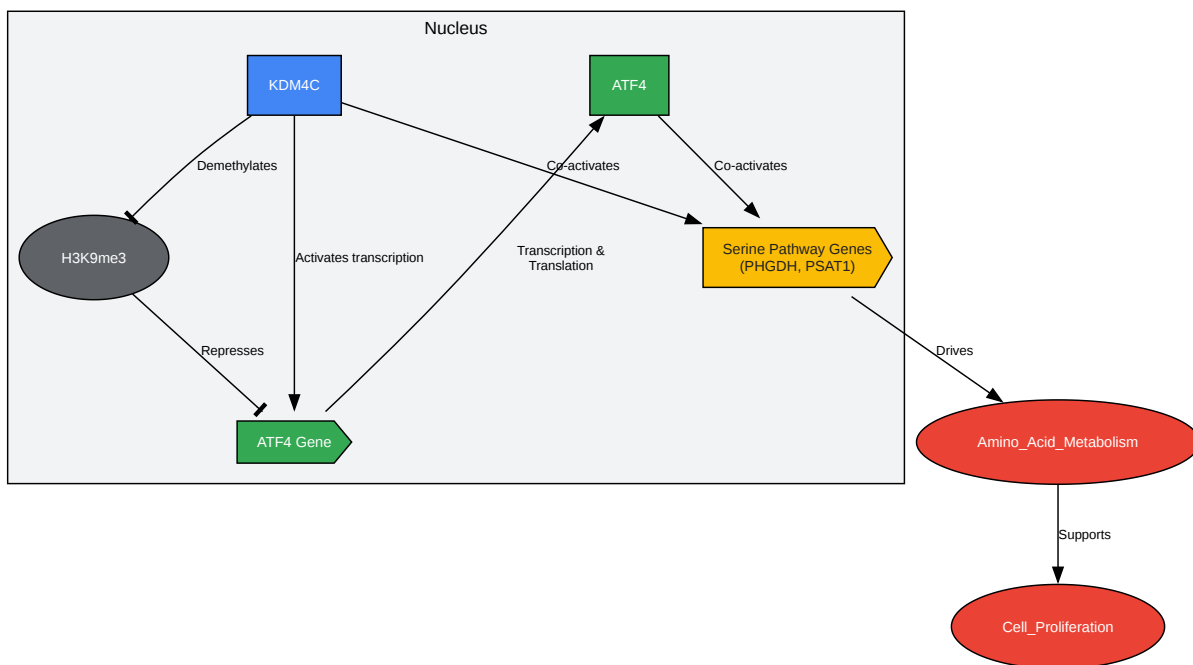 Nucleus
KDM4C
ATF4
Demethylates
Co-activates
Co-activates
H3K9me3
Activates transcription
Transcription &
Translation
Serine Pathway Genes
(PHGDH, PSAT1)
Represses
Drives
ATF4 Gene
Amino_Acid_Metabolism
Supports
Cell_Proliferation